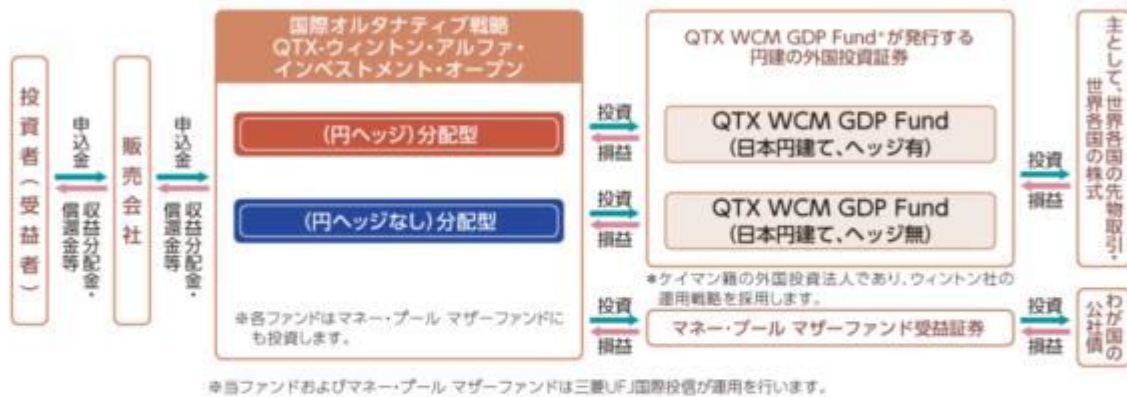 投資者(受益者)
申込金
収益分配金・
償還金等
販売会社
申込金
収益分配金・
償還金等
国際オルタナティブ戦略
QTX-ウィントン・アルファ・
インベストメント・オープン
(円ヘッジ)分配型
(円ヘッジなし)分配型
※各ファンドはマネー・プール マザーファンドに
も投資します。
投資
損益
投資
損益
投資
損益
QTX WCM GDP Fund*が発行する
円建の外国投資証券
QTX WCM GDP Fund
(日本円建て、ヘッジ有)
QTX WCM GDP Fund
(日本円建て、ヘッジ無)
*ケイマン籍の外国投資法人であり、ウィントン社の
運用戦略を採用します。
マネー・プール マザーファンド受益証券
投資
損益
投資
損益
主として、世界各国の先物取引・
世界各国の株式
わが国の
公社債
※当ファンドおよびマネー・プール マザーファンドは三菱UFJ国際投信が運用を行います。